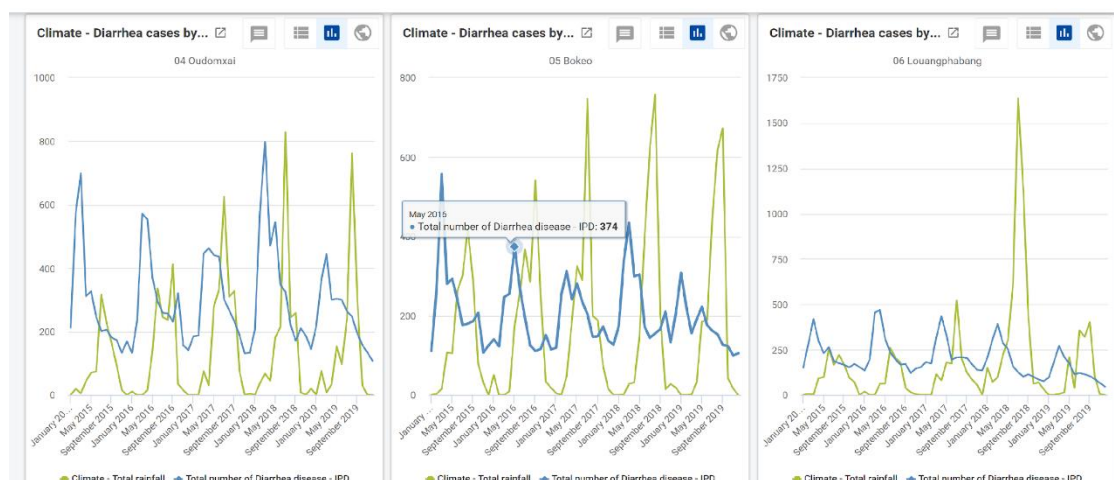 Climate - Diarrhea cases by...
04 Oudomxai
1000
800
600
400
200
0
January 20...
May 2015
September 2015
January 2016
May 2016
September 2016
January 2017
May 2017
September 2017
January 2018
May 2018
September 2018
January 2019
May 2019
September 2019
Climate - Total rainfall
Total number of Diarrhea disease - IPD
Climate - Diarrhea cases by...
05 Bokeo
800
600
400
200
0
May 2016
Total number of Diarrhea disease - IPD: 374
January ...
May 2015
September 2015
January 2016
May 2016
September 2016
January 2017
May 2017
September 2017
January 2018
May 2018
September 2018
January 2019
May 2019
September 2019
Climate - Total rainfall
Total number of Diarrhea disease - IPD
Climate - Diarrhea cases by...
06 Louangphabang
1750
1500
1250
1000
750
500
250
0
January 20...
May 2015
September 2015
January 2016
May 2016
September 2016
January 2017
May 2017
September 2017
January 2018
May 2018
September 2018
January 2019
May 2019
September 2019
Climate - Total rainfall
Total number of Diarrhea disease - IPD